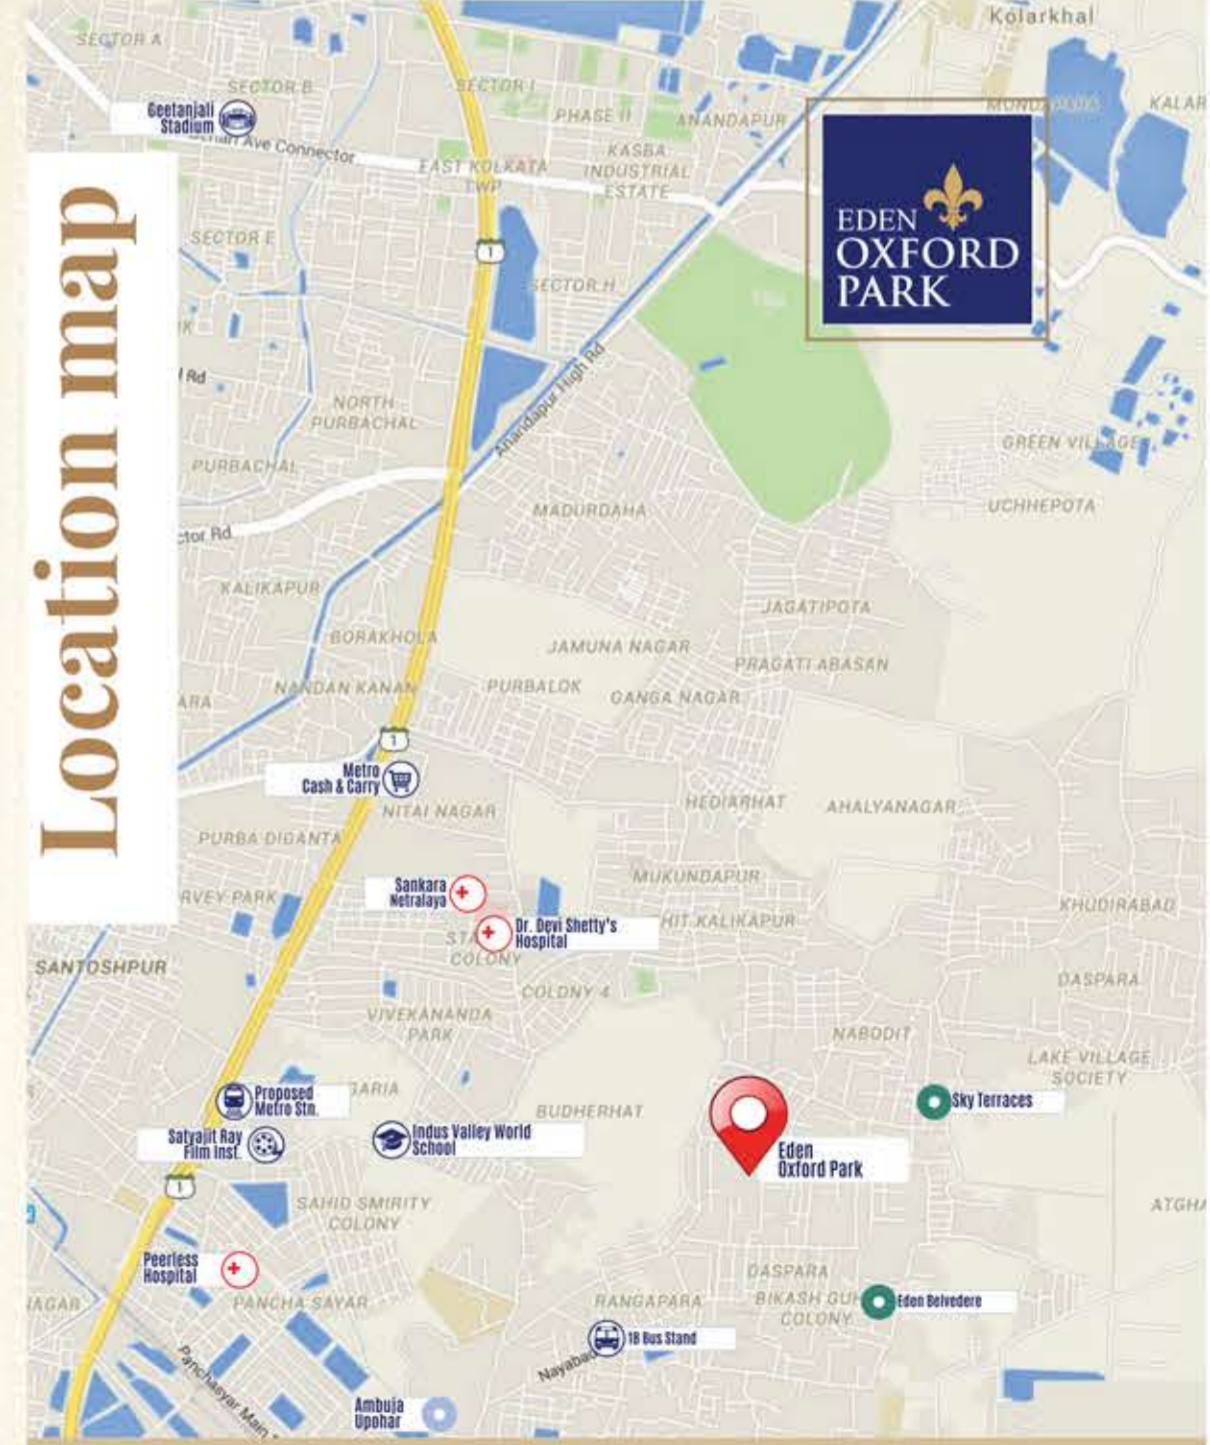 Location map
Kolarkhal
SECTOR A
SECTOR B
SECTOR I
PHASE II
ANANDAPUR
KALAR
Geetanjali
Stadium
Ave Connector
EAST KOLKATA
TWP
KASBA
INDUSTRIAL
ESTATE
EDEN
OXFORD
PARK
SECTOR E
1
SECTOR H
Rd
Anandapur High Rd
NORTH
PURBACHAL
PURBACHAL
GREEN VILLAGE
UCHHEPOTA
MADURDAHA
ctor Rd
KALIKAPUR
BORAKHOLA
JAGATIPOTA
JAMUNA NAGAR
PRAGATI ABASAN
NANDAN KANAN
PURBALOK
GANGA NAGAR
ARA
1
Metro
Cash & Carry
NITAI NAGAR
HEDIARHAT
AHALYANAGAR
PURBA DIGANTA
MUKUNDAPUR
Sankara
Netralaya
RVEY PARK
KHUDIRABAD
Dr. Devi Shetty's
Hospital
HIT KALIKAPUR
COLONY
SANTOSHPUR
COLONY 4
DASPARA
VIVEKANANDA
PARK
NABODIT
LAKE VILLAGE
SOCIETY
Proposed
Metro Stn.
GARIA
BUDHERHAT
Sky Terraces
Satyajit Ray
Film Inst.
Indus Valley World
School
Eden
Oxford Park
1
SAHID SMIRITY
COLONY
ATGHA
Peerless
Hospital
DASPARA
NAGAR
PANCHA SAYAR
RANGAPARA
BIKASH GUH
COLONY
Eden Belvedere
18 Bus Stand
Nayabad
Panchasyar Main
Ambuja
Upohar